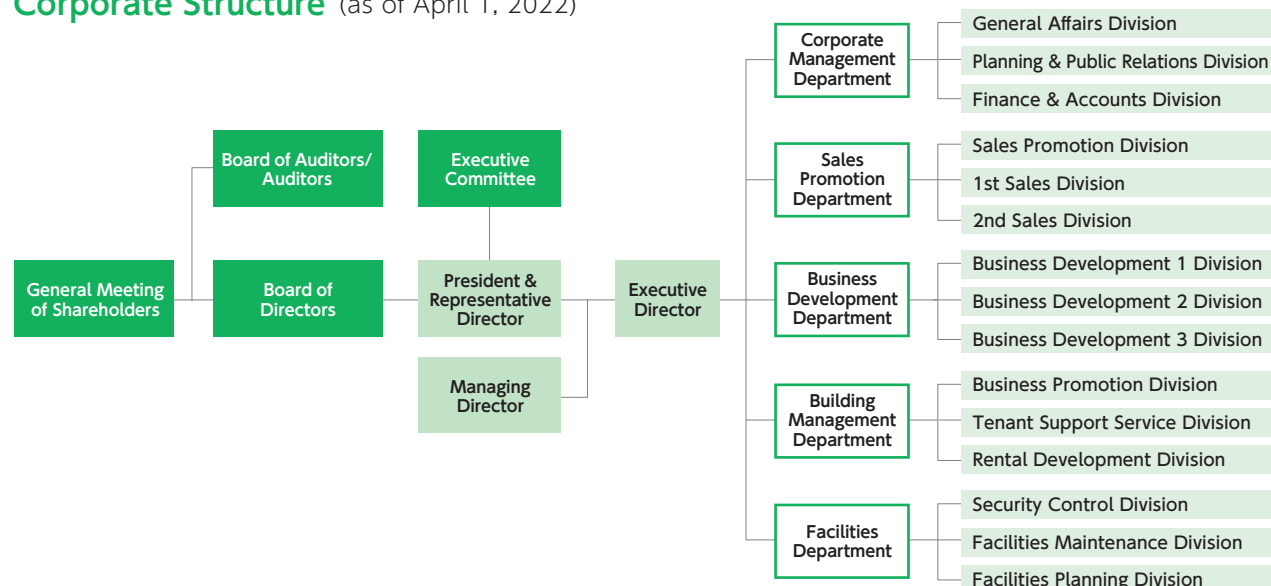 Corporate Structure (as of April 1, 2022)
General Meeting
of Shareholders
Board of Auditors/
Auditors
Board of
Directors
Executive
Committee
President &
Representative
Director
Managing
Director
Executive
Director
Corporate
Management
Department
General Affairs Division
Planning & Public Relations Division
Finance & Accounts Division
Sales
Promotion
Department
Sales Promotion Division
1st Sales Division
2nd Sales Division
Business
Development
Department
Business Development 1 Division
Business Development 2 Division
Business Development 3 Division
Building
Management
Department
Business Promotion Division
Tenant Support Service Division
Rental Development Division
Facilities
Department
Security Control Division
Facilities Maintenance Division
Facilities Planning Division